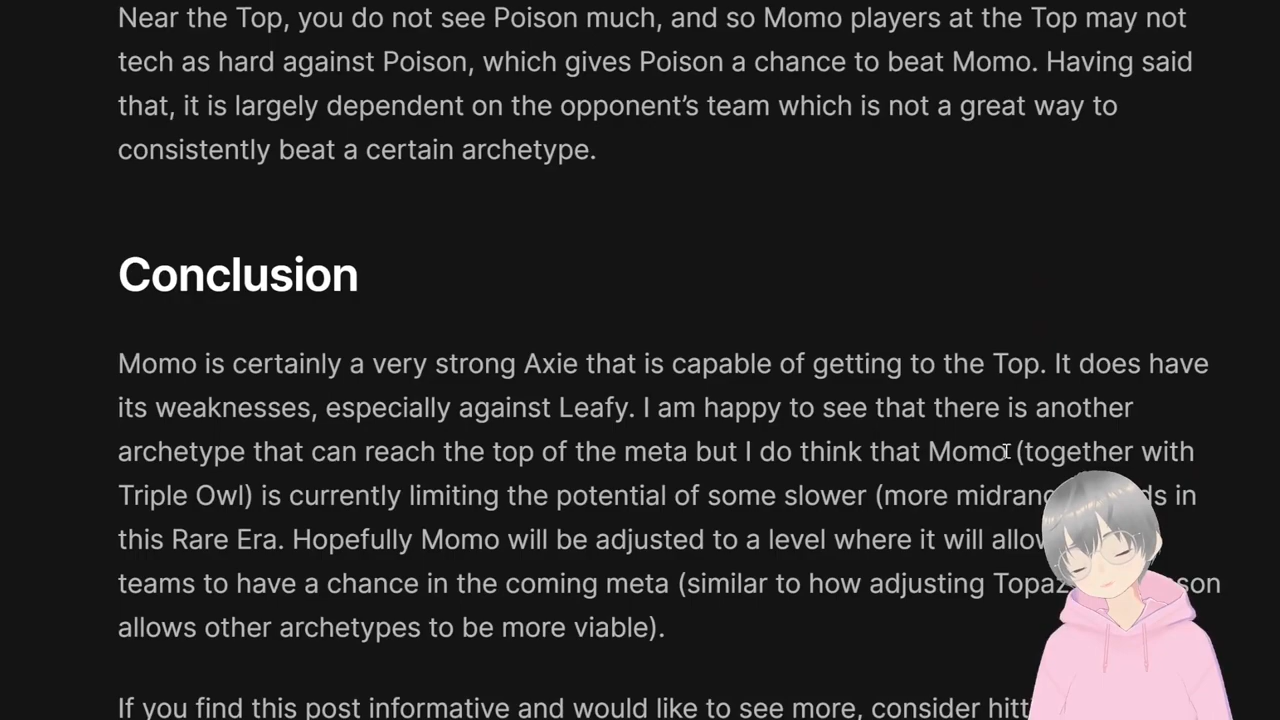 Near the Top, you do not see Poison much, and so Momo players at the Top may not
tech as hard against Poison, which gives Poison a chance to beat Momo. Having said
that, it is largely dependent on the opponent’s team which is not a great way to
consistently beat a certain archetype.
Conclusion
Momo is certainly a very strong Axie that is capable of getting to the Top. It does have
its weaknesses, especially against Leafy. I am happy to see that there is another
archetype that can reach the top of the meta but I do think that Momo (together with
Triple Owl) is currently limiting the potential of some slower (more in
this Rare Era. Hopefully Momo will be adjusted to a level where it will
teams to have a chance in the coming meta (similar to how adjusting
allows other archetypes to be more viable).
If you find this post informative and would like to see more, consider